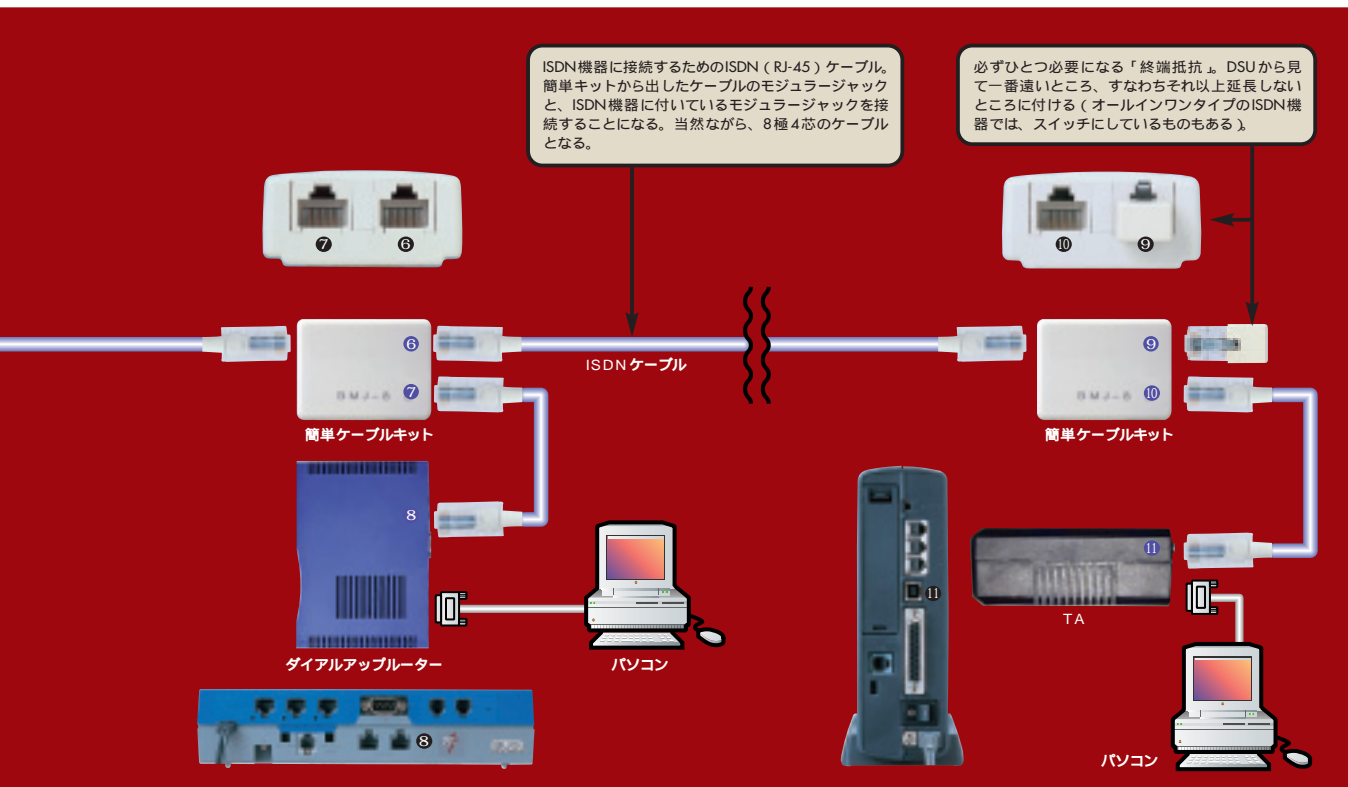 ISDN機器に接続するためのISDN（RJ-45）ケーブル。
簡単キットから出したケーブルのモジュラージャック
と、ISDN機器に付いているモジュラージャックを接
続することになる。当然ながら、8極4芯のケーブル
となる。
必ずひとつ必要になる「終端抵抗」。DSUから見
て一番遠いところ、すなわちそれ以上延長しない
ところに付ける（オールインワンタイプのISDN機
器では、スイッチにしているものもある）。
❼ ❻
❿ ❾
❻
ISDNケーブル
❾
❼
BMJ-8
❿
BMJ-8
簡単ケーブルキット
簡単ケーブルキット
8
⓫
⓫
TA
ダイアルアップルーター
パソコン
❽
パソコン